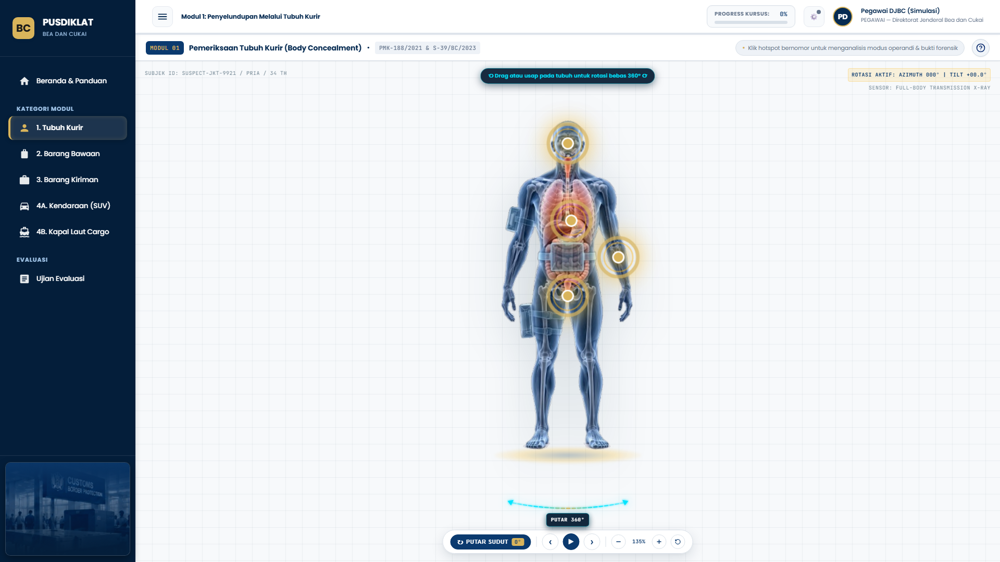 BC
PUSDIKLAT
BEA DAN CUKAI
Beranda & Panduan
KATEGORI MODUL
1. Tubuh Kurir
2. Barang Bawaan
3. Barang Kiriman
4A. Kendaraan (SUV)
4B. Kapal Laut Cargo
EVALUASI
Ujian Evaluasi
CUSTOMS
BORDER PROTECTION
Modul 1: Penyelundupan Melalui Tubuh Kurir
PROGRESS KURSUS: 0%
PD
Pegawai DJBC (Simulasi)
PEGAWAI — Direktorat Jenderal Bea dan Cukai
MODUL 01 Pemeriksaan Tubuh Kurir (Body Concealment) • PMK-188/2021 & S-39/BC/2023
Klik hotspot bernomor untuk menganalisis modus operandi & bukti forensik
SUBJEK ID: SUSPECT-JKT-9921 / PRIA / 34 TH
Drag atau usap pada tubuh untuk rotasi bebas 360°
ROTASI AKTIF: AZIMUTH 000° | TILT +00.0°
SENSOR: FULL-BODY TRANSMISSION X-RAY
PUTAR 360°
PUTAR SUDUT 0°
135%